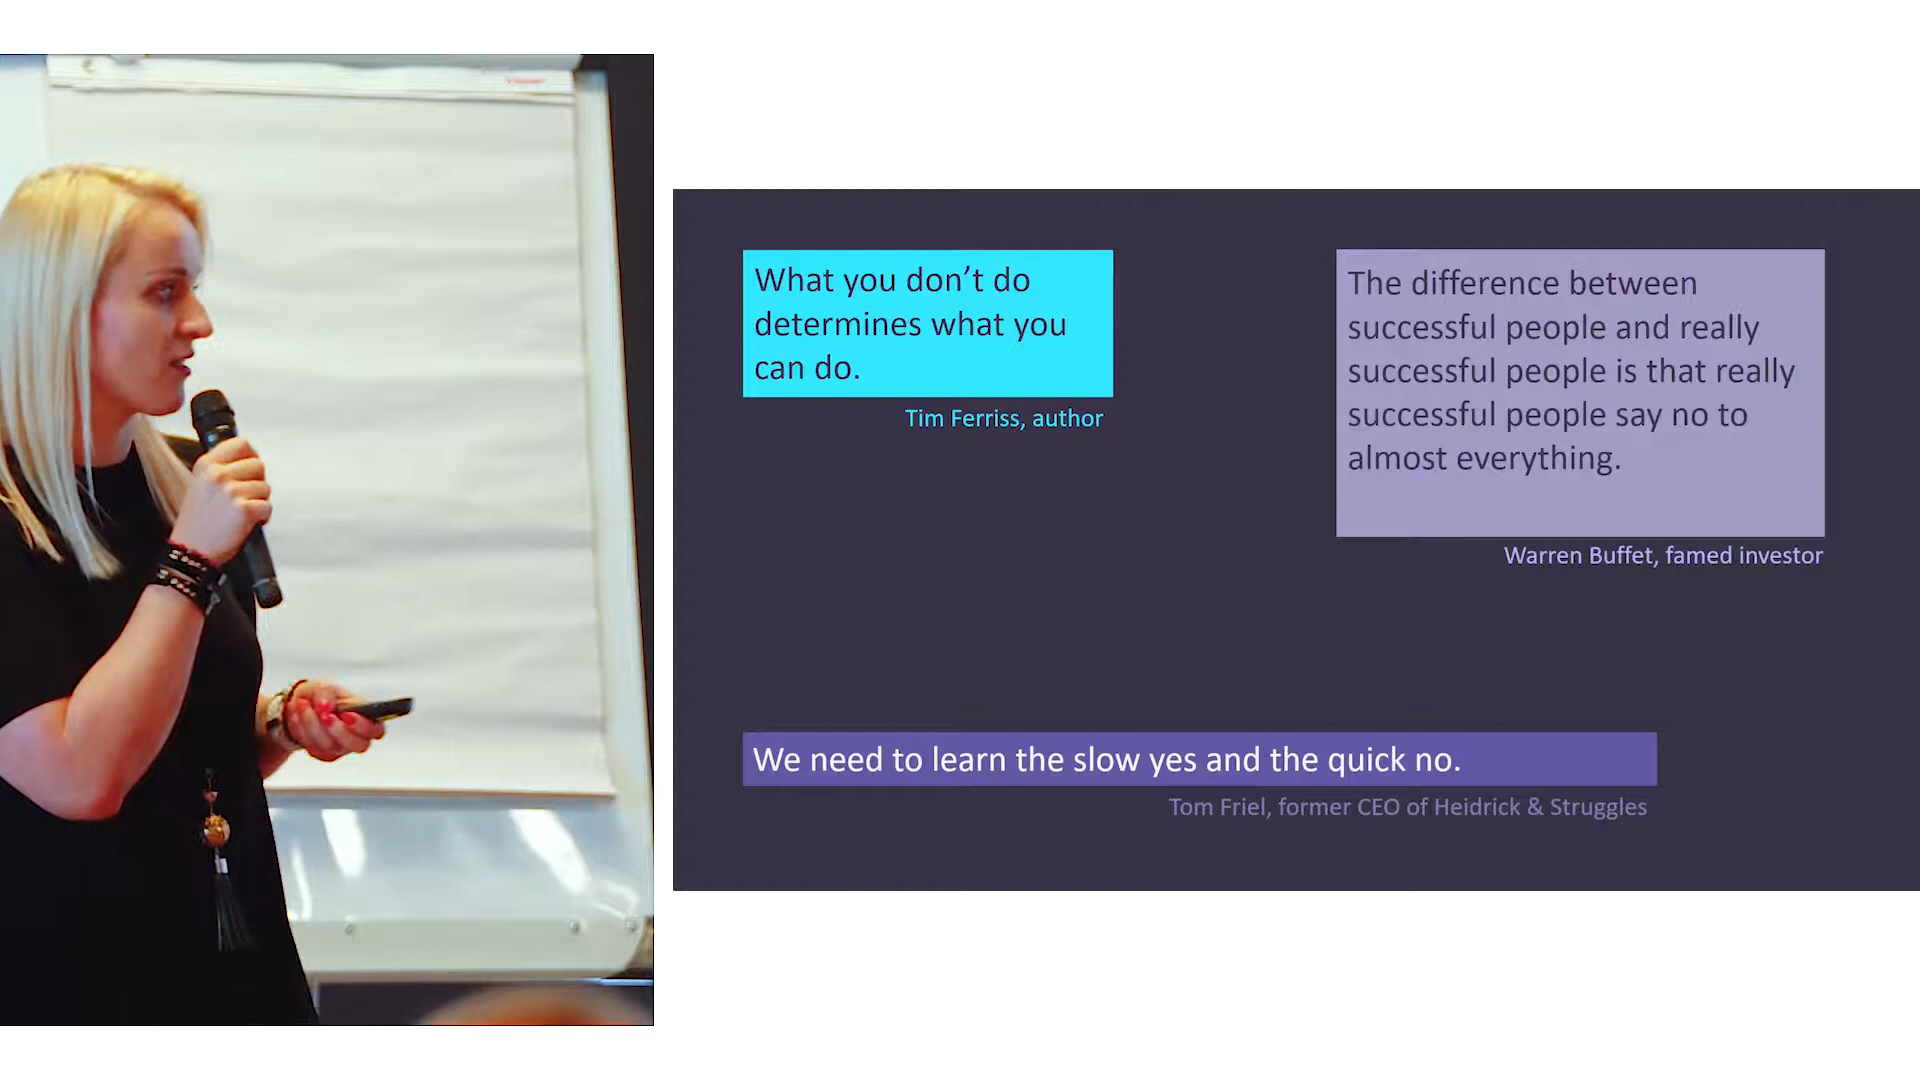 What you don’t do
determines what you
can do.
Tim Ferriss, author
The difference between
successful people and really
successful people is that really
successful people say no to
almost everything.
Warren Buffet, famed investor
We need to learn the slow yes and the quick no.
Tom Friel, former CEO of Heidrick & Struggles